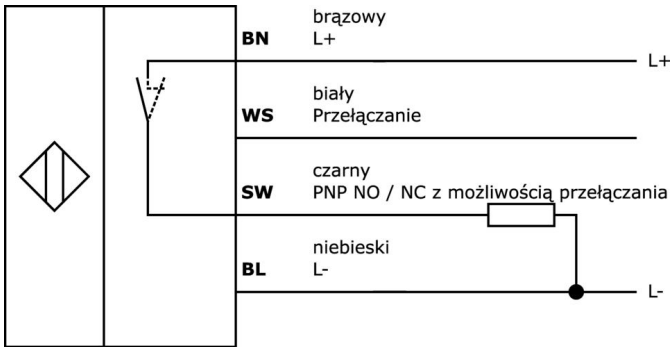 brązowy
BN L+ L+
biały
WS Przełączanie
czarny
SW PNP NO / NC z możliwością przełączania
niebieski
BL L-
L-